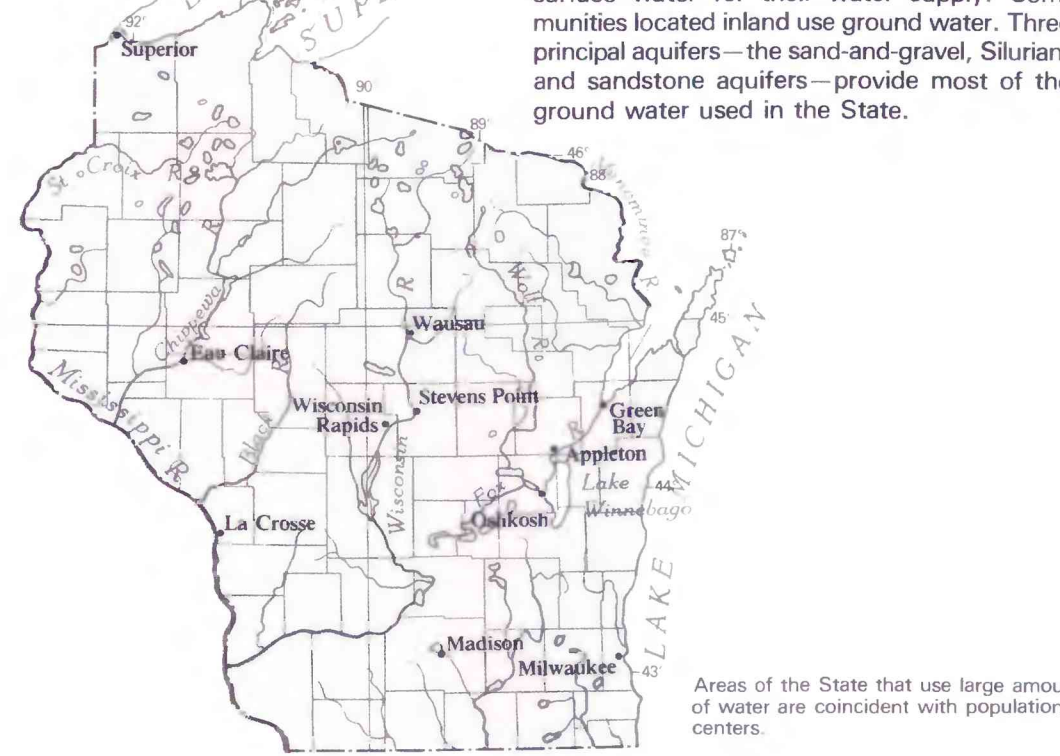 munities located inland use ground water. Three
principal aquifers—the sand-and-gravel, Silurian
and sandstone aquifers—provide most of the
ground water used in the State.
92°
Superior
SUP
90
89°
46°
88
St Croix R
R
87°
Wolf
R
R
45°
Chippewa
Wausau
Eau Claire
R
Mississippi R
Stevens Point
Wisconsin
Rapids
Green
Bay
Black
R
Appleton
LAKE MICHIGAN
Lake
Winnebago
44°
Fox
Oshkosh
Wisconsin
La Crosse
Madison
Milwaukee
43°
Areas of the State that use large
of water are coincident with population
centers.